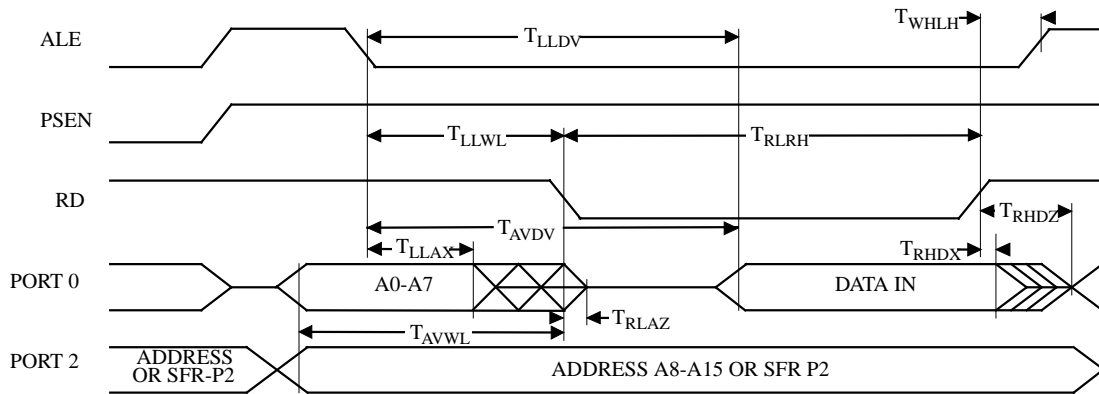 T_WHLH
ALE
T_LLDV
PSEN
T_LLWL
T_RLRH
RD
T_RHDZ
T_AVDV
T_LLAX
T_RHDX
PORT 0
A0-A7
DATA IN
T_RLAZ
T_AVWL
PORT 2
ADDRESS
OR SFR-P2
ADDRESS A8-A15 OR SFR P2